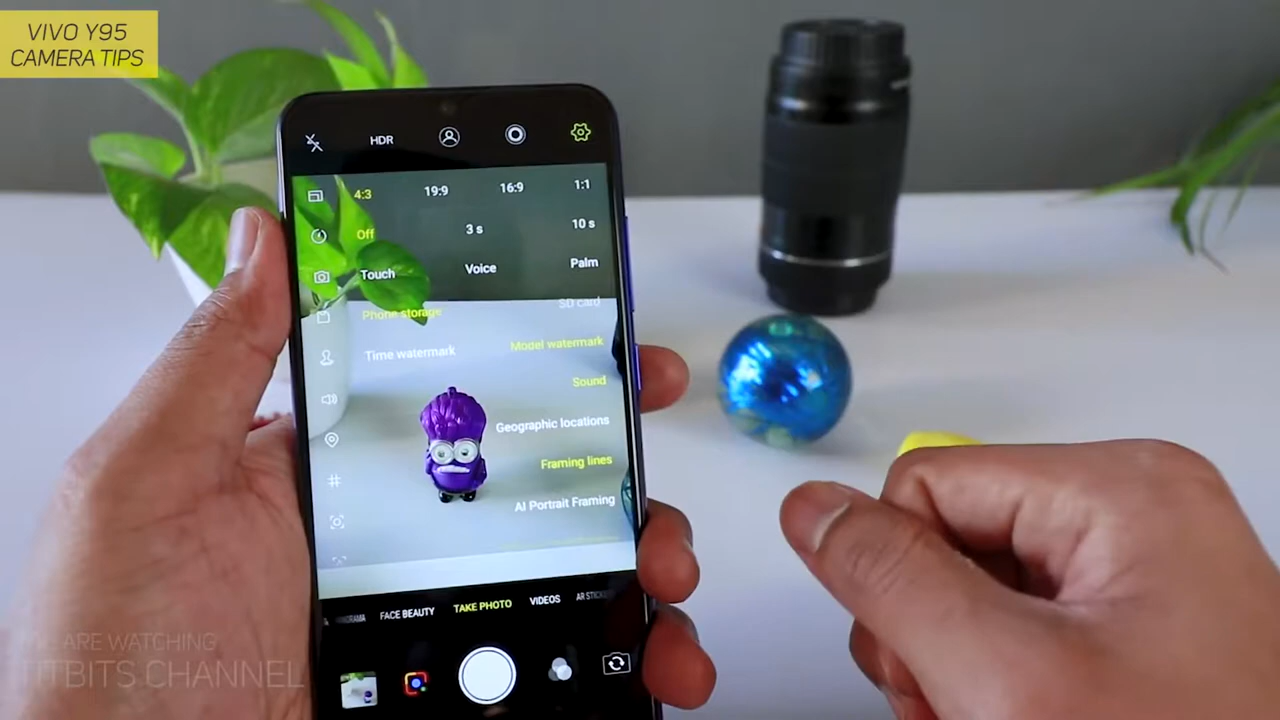 VIVO Y95
CAMERA TIPS
HDR
4:3 19:9 16:9 1:1
Off 3 s 10 s
Touch Voice Palm
Phone storage SD card
Time watermark Model watermark
Sound
Geographic locations
Framing lines
AI Portrait Framing
FACE BEAUTY TAKE PHOTO VIDEOS AR
ARE WATCHING
TITBITS CHANNEL